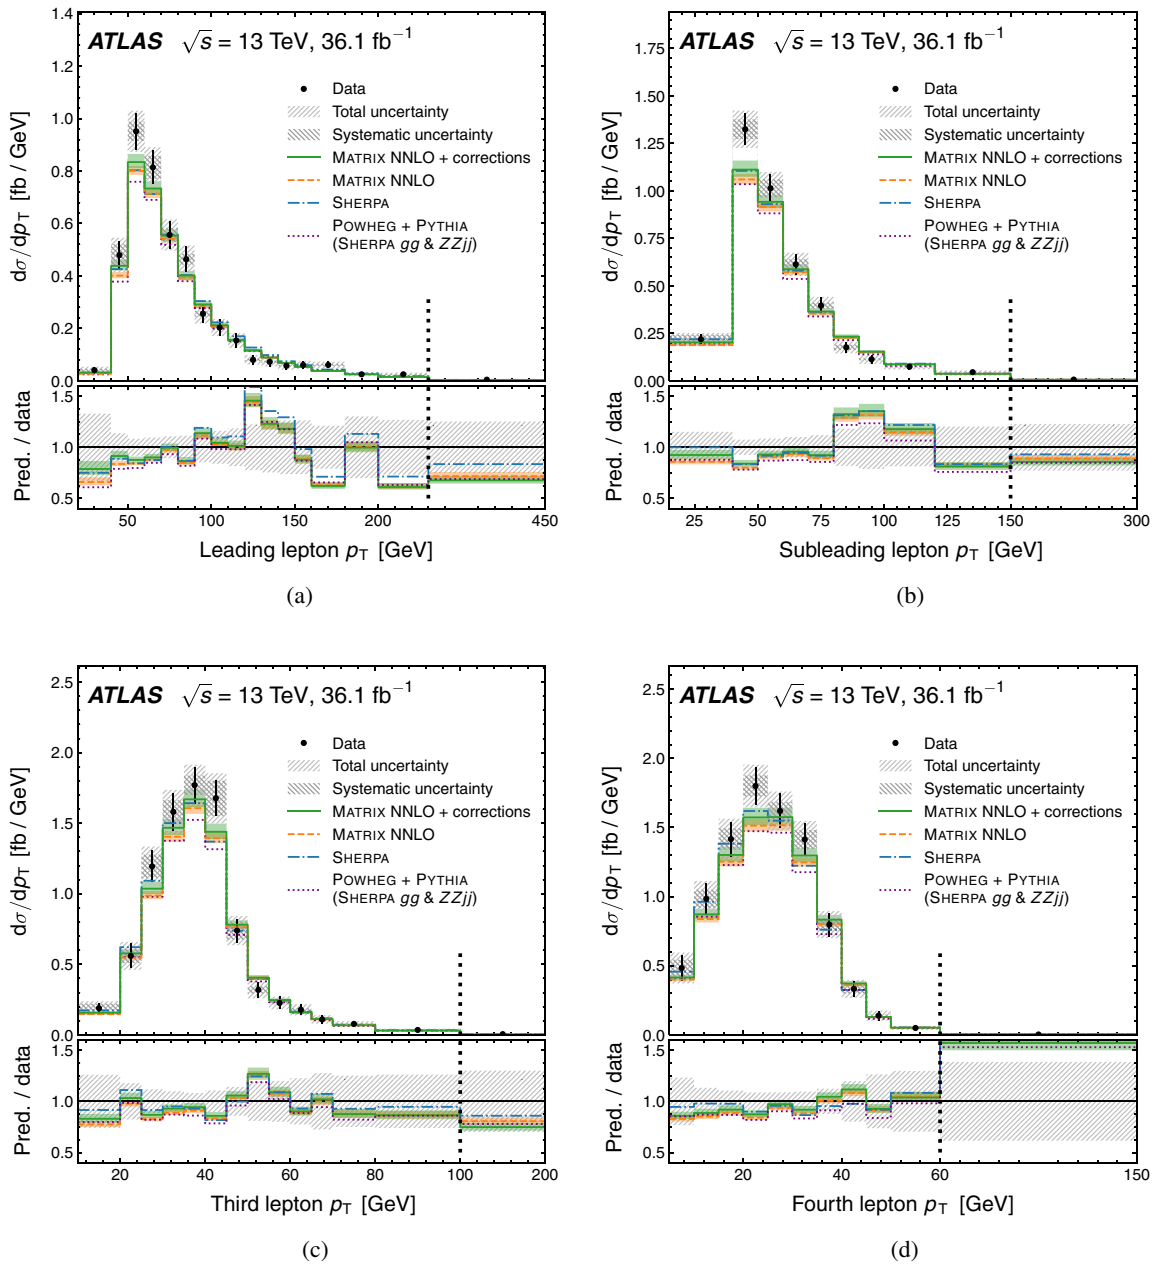 ATLAS √s = 13 TeV, 36.1 fb⁻¹
dσ/dp_T [fb / GeV]
1.4
1.2
1.0
0.8
0.6
0.4
0.2
0.0
Data
Total uncertainty
Systematic uncertainty
MATRIX NNLO + corrections
MATRIX NNLO
SHERPA
POWHEG + PYTHIA
(SHERPA gg & ZZjj)
Pred. / data
1.5
1.0
0.5
50 100 150 200 450
Leading lepton p_T [GeV]
(a)
ATLAS √s = 13 TeV, 36.1 fb⁻¹
dσ/dp_T [fb / GeV]
1.75
1.50
1.25
1.00
0.75
0.50
0.25
0.00
Data
Total uncertainty
Systematic uncertainty
MATRIX NNLO + corrections
MATRIX NNLO
SHERPA
POWHEG + PYTHIA
(SHERPA gg & ZZjj)
Pred. / data
1.5
1.0
0.5
25 50 75 100 150 300
Subleading lepton p_T [GeV]
(b)
ATLAS √s = 13 TeV, 36.1 fb⁻¹
dσ/dp_T [fb / GeV]
2.5
2.0
1.5
1.0
0.5
0.0
Data
Total uncertainty
Systematic uncertainty
MATRIX NNLO + corrections
MATRIX NNLO
SHERPA
POWHEG + PYTHIA
(SHERPA gg & ZZjj)
Pred. / data
1.5
1.0
0.5
20 40 60 80 100 200
Third lepton p_T [GeV]
(c)
ATLAS √s = 13 TeV, 36.1 fb⁻¹
dσ/dp_T [fb / GeV]
2.5
2.0
1.5
1.0
0.5
0.0
Data
Total uncertainty
Systematic uncertainty
MATRIX NNLO + corrections
MATRIX NNLO
SHERPA
POWHEG + PYTHIA
(SHERPA gg & ZZjj)
Pred. / data
1.5
1.0
0.5
20 40 60 150
Fourth lepton p_T [GeV]
(d)